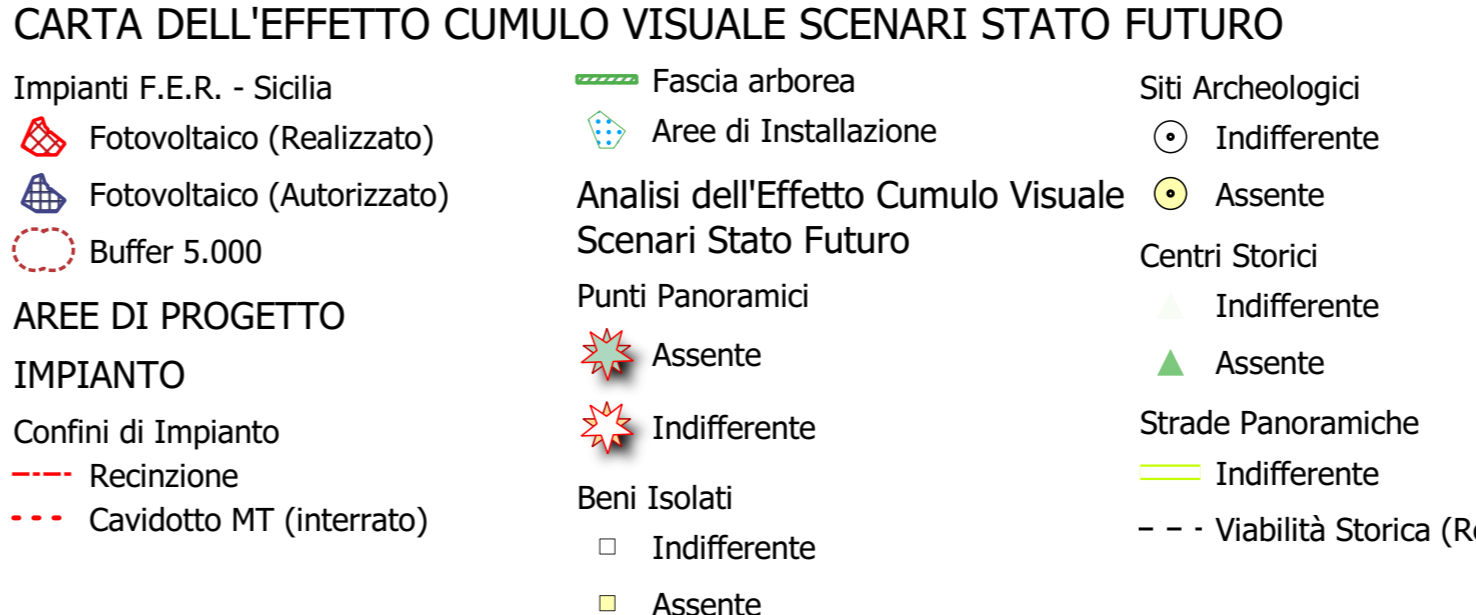 CARTA DELL'EFFETTO CUMULO VISUALE SCENARI STATO FUTURO
Impianti F.E.R. - Sicilia
Fotovoltaico (Realizzato)
Fotovoltaico (Autorizzato)
Buffer 5.000
AREE DI PROGETTO
IMPIANTO
Confini di Impianto
Recinzione
Cavidotto MT (interrato)
Fascia arborea
Aree di Installazione
Analisi dell'Effetto Cumulo Visuale
Scenari Stato Futuro
Punti Panoramici
Assente
Indifferente
Beni Isolati
Indifferente
Assente
Siti Archeologici
Indifferente
Assente
Centri Storici
Indifferente
Assente
Strade Panoramiche
Indifferente
Viabilità Storica